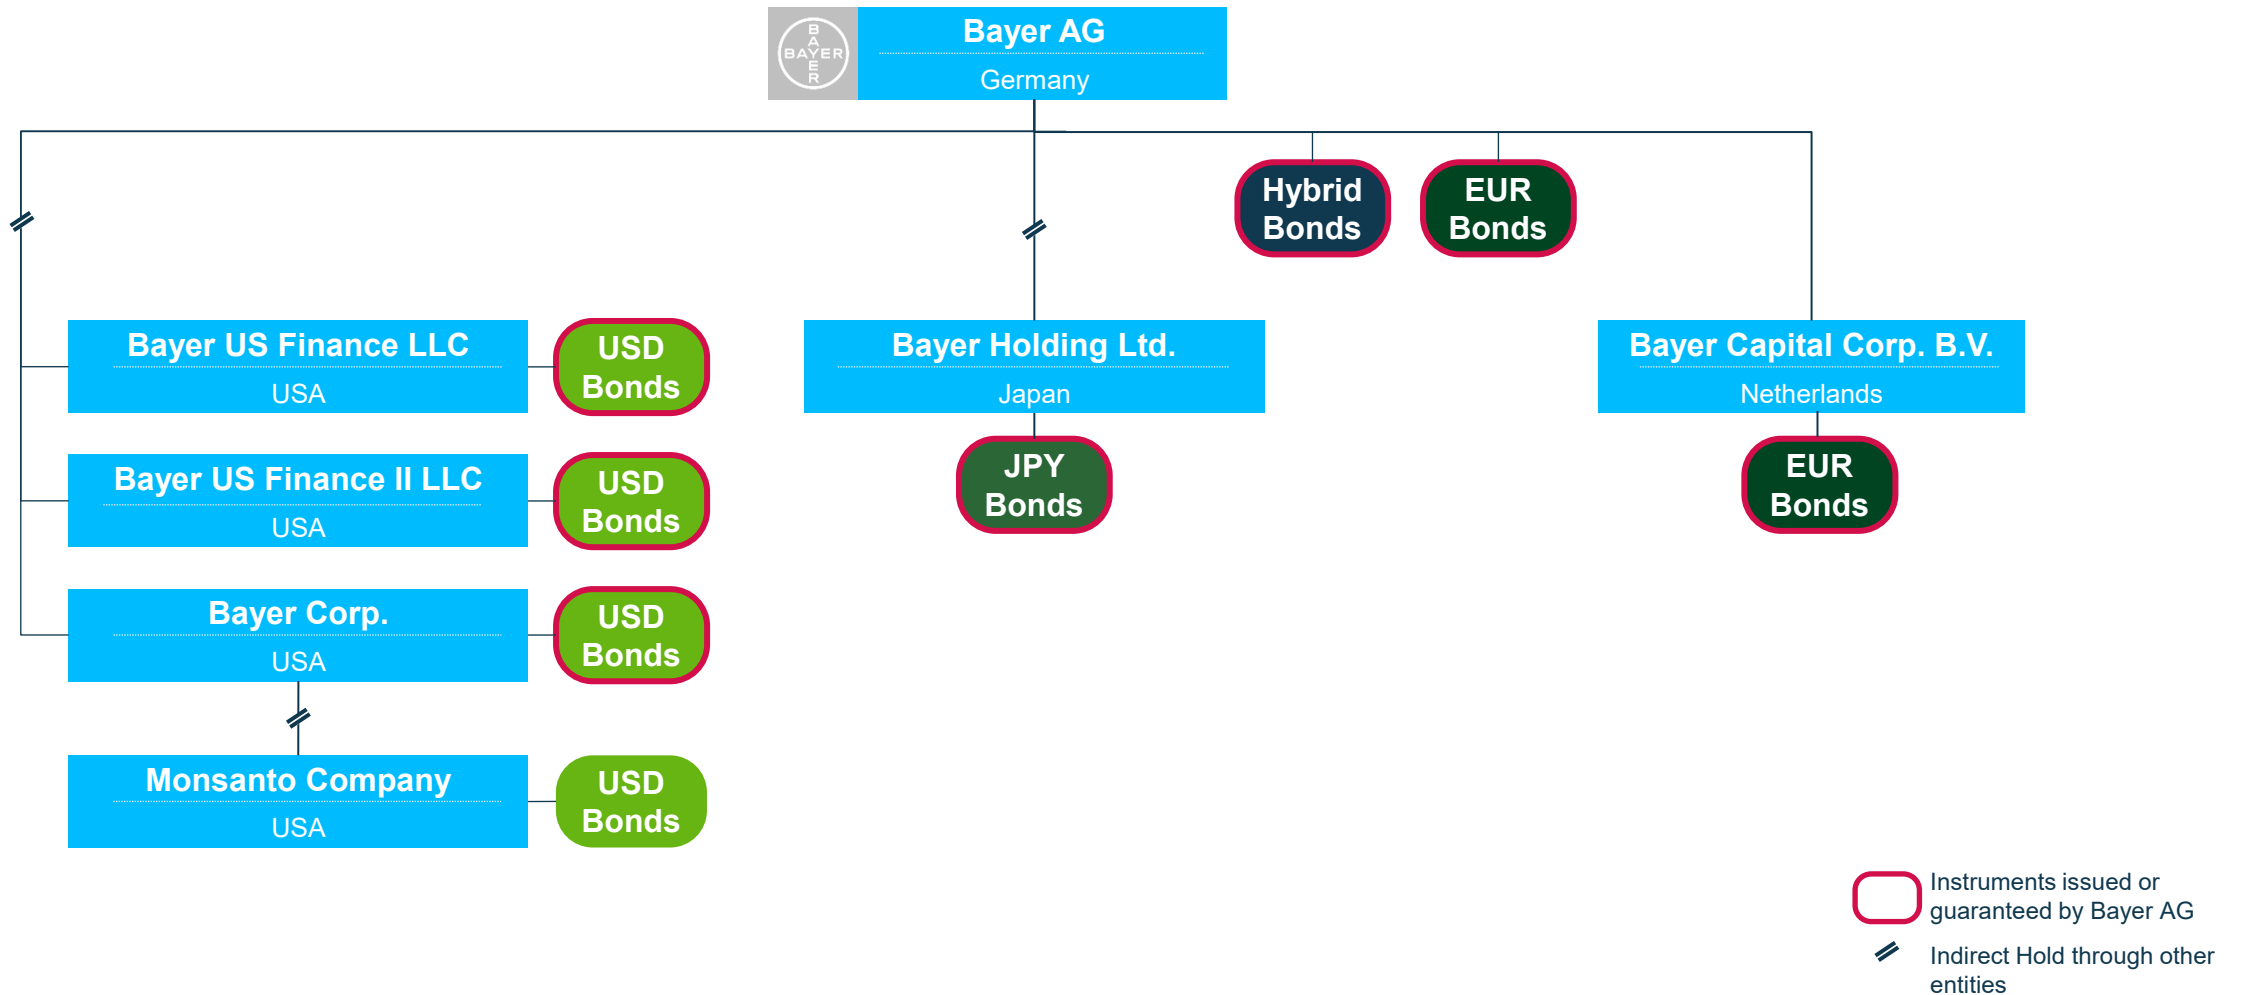 BAYER
BAYER
Bayer AG
Germany
Hybrid
Bonds
EUR
Bonds
Bayer US Finance LLC
USA
USD
Bonds
Bayer Holding Ltd.
Japan
JPY
Bonds
Bayer Capital Corp. B.V.
Netherlands
EUR
Bonds
Bayer US Finance II LLC
USA
USD
Bonds
Bayer Corp.
USA
USD
Bonds
Monsanto Company
USA
USD
Bonds
Instruments issued or
guaranteed by Bayer AG
Indirect Hold through other
entities